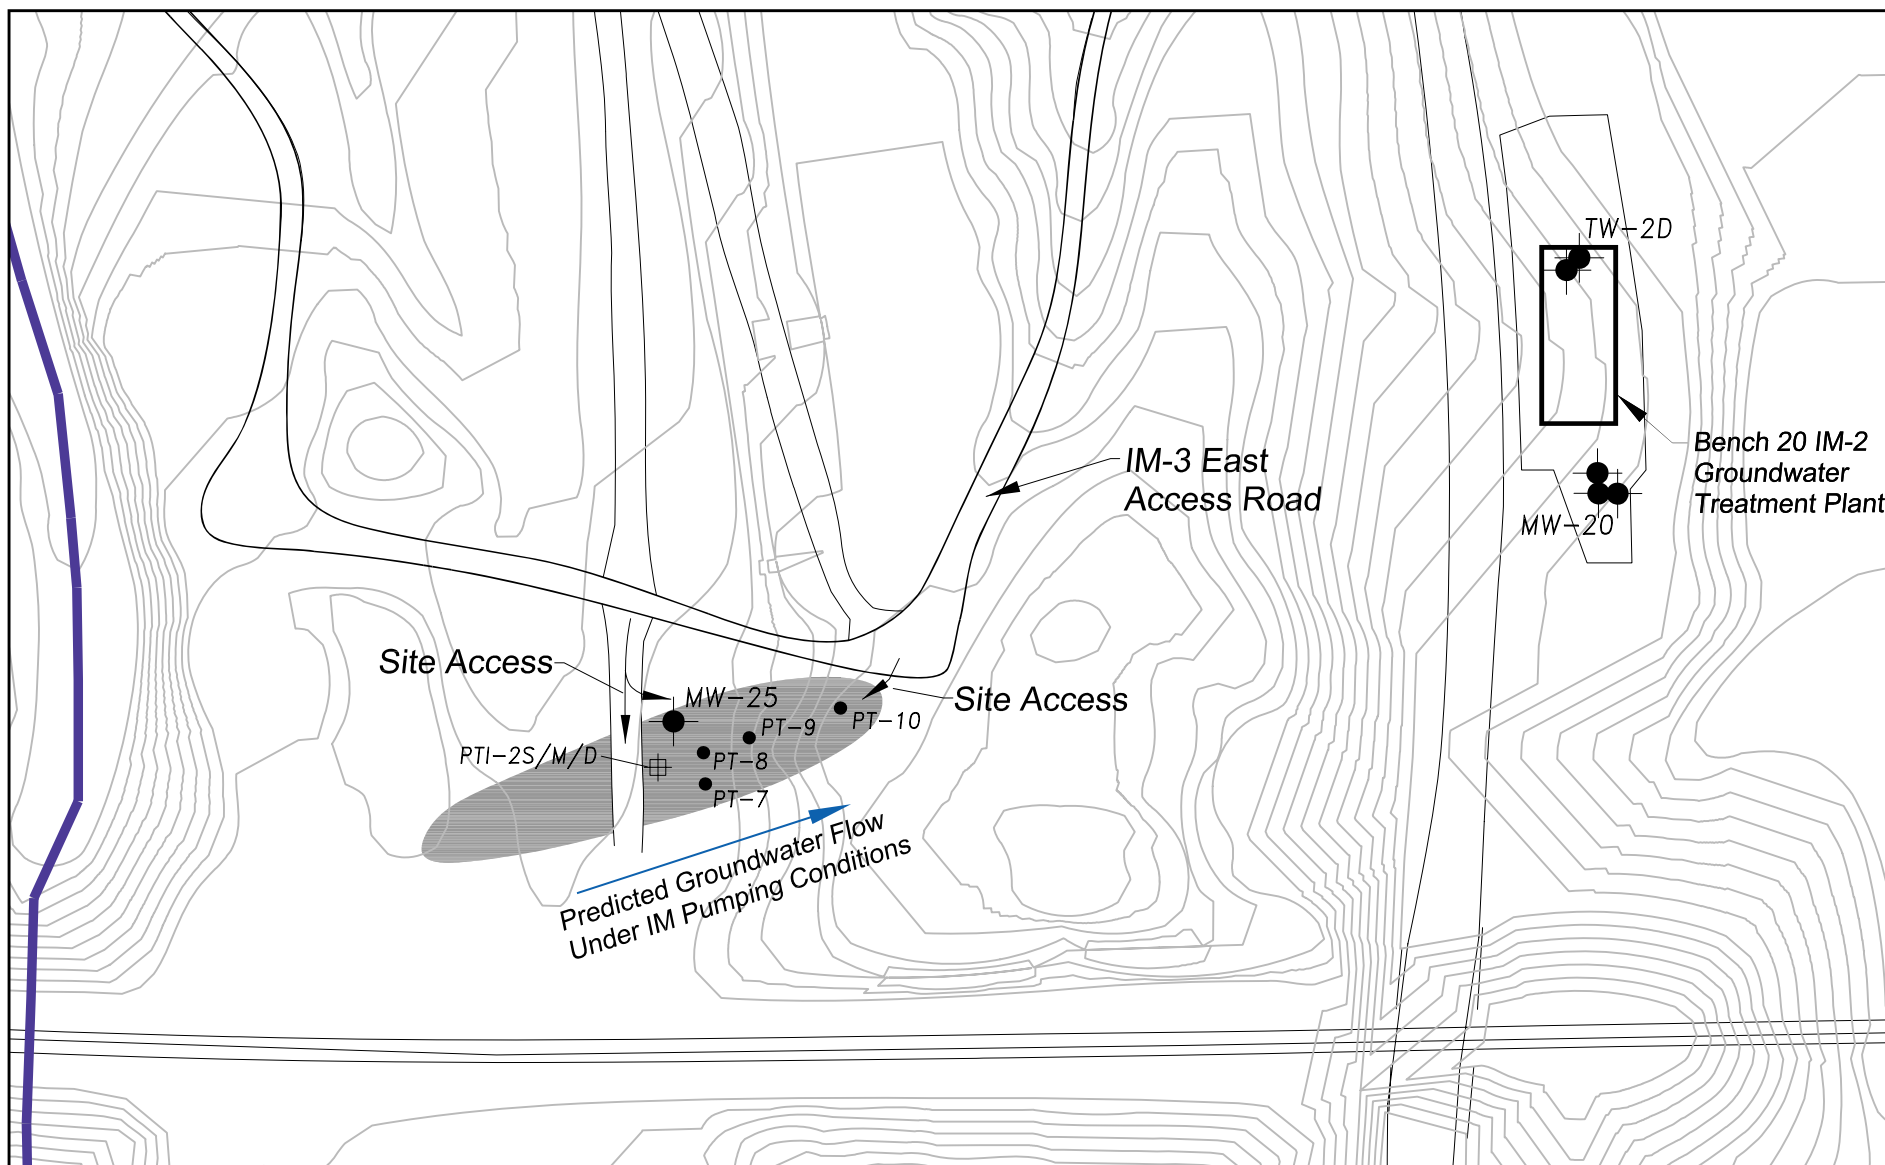 TW-2D
IM-3 East
Access Road
Bench 20 IM-2
Groundwater
Treatment Plant
MW-20
Site Access
MW-25
Site Access
PT-9
PT-10
PTI-2S/M/D
PT-8
PT-7
Predicted Groundwater Flow
Under IM Pumping Conditions